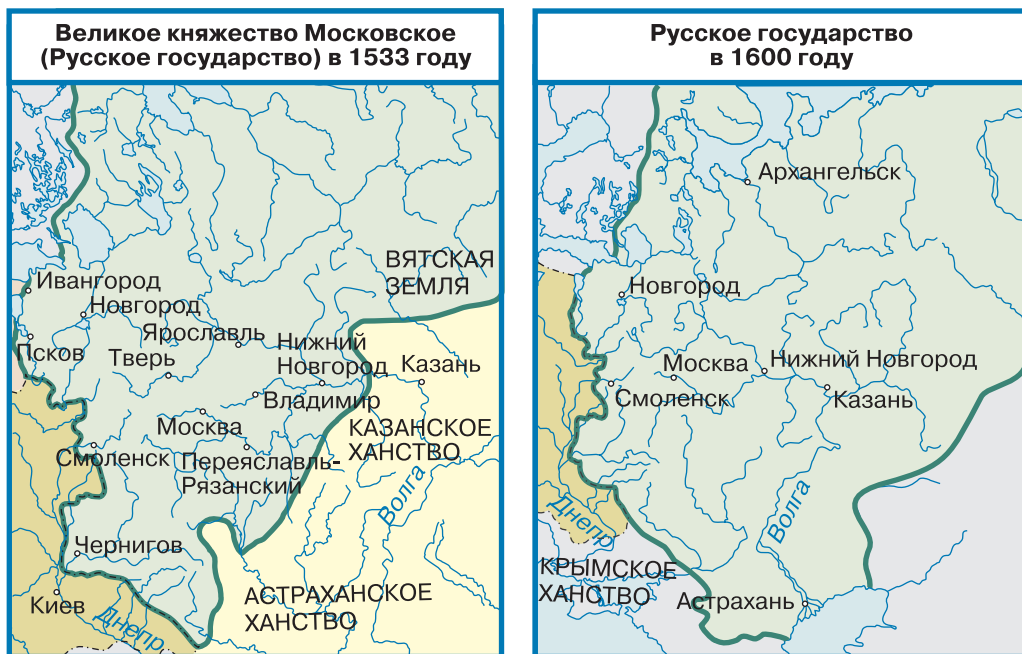 Великое княжество Московское
(Русское государство) в 1533 году
ВЯТСКАЯ
ЗЕМЛЯ
Ивангород
Новгород
Ярославль
Нижний
Новгород
Псков
Тверь
Казань
Владимир
Москва
КАЗАНСКОЕ
ХАНСТВО
Смоленск
Переяславль-
Рязанский
Волга
Чернигов
АСТРАХАНСКОЕ
ХАНСТВО
Киев
Днепр
Русское государство
в 1600 году
Архангельск
Новгород
Москва
Нижний Новгород
Смоленск
Казань
Днепр
Волга
КРЫМСКОЕ
ХАНСТВО
Астрахань